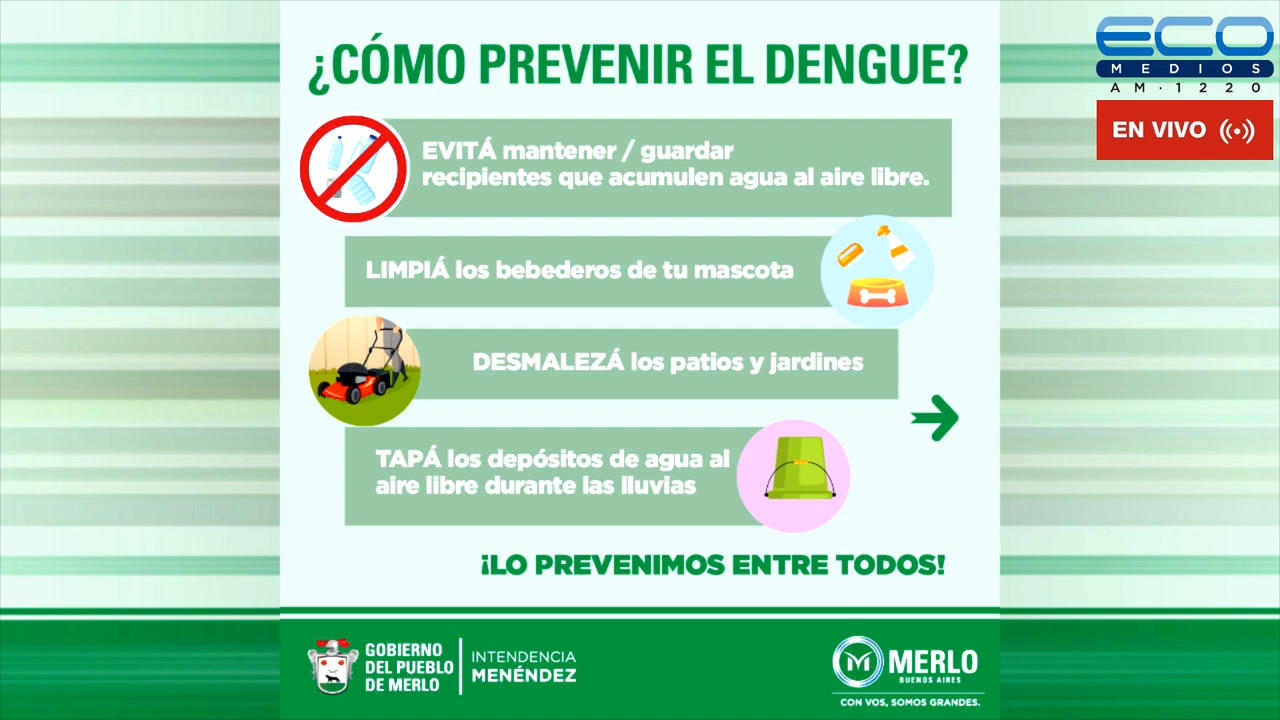 ¿CÓMO PREVENIR EL DENGUE?
ECO
MEDIOS
AM·1220
EN VIVO
EVITÁ mantener / guardar
recipientes que acumulen agua al aire libre.
LIMPIÁ los bebederos de tu mascota
DESMALEZÁ los patios y jardines
TAPÁ los depósitos de agua al
aire libre durante las lluvias
¡LO PREVENIMOS ENTRE TODOS!
GOBIERNO
DEL PUEBLO
DE MERLO
INTENDENCIA
MENÉNDEZ
MERLO
BUENOS AIRES
CON VOS, SOMOS GRANDES.